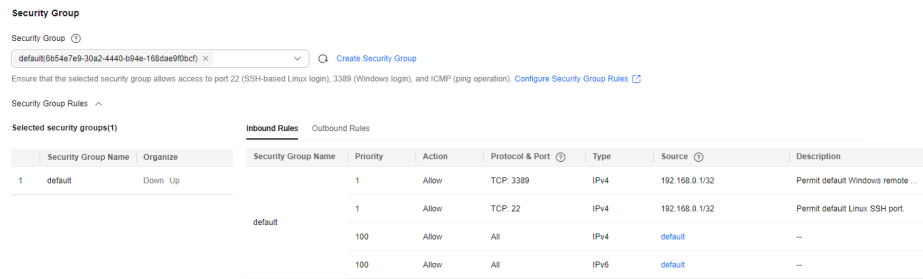 Security Group
Security Group ?
default(6b54e7e9-30a2-4440-b94e-168dae9f0bcf) × Create Security Group
Ensure that the selected security group allows access to port 22 (SSH-based Linux login), 3389 (Windows login), and ICMP (ping operation). Configure Security Group Rules
Security Group Rules
Selected security groups(1) Inbound Rules Outbound Rules
Security Group Name Organize Security Group Name Priority Action Protocol & Port ? Type Source ? Description
1 default Down Up 1 Allow TCP: 3389 IPv4 192.168.0.1/32 Permit default Windows remote ...
1 Allow TCP: 22 IPv4 192.168.0.1/32 Permit default Linux SSH port.
default
100 Allow All IPv4 default --
100 Allow All IPv6 default --